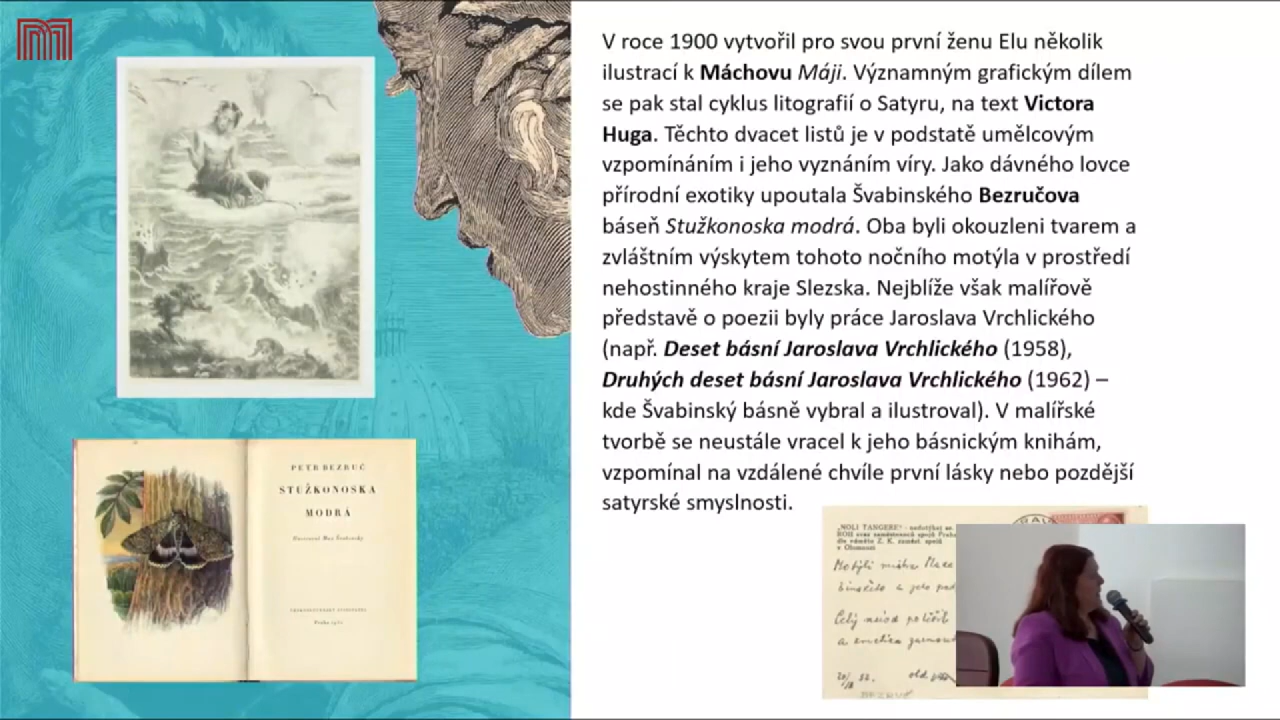 V roce 1900 vytvořil pro svou první ženu Elu několik
ilustrací k Máchovu Máji. Významným grafickým dílem
se pak stal cyklus litografií o Satyru, na text Victora
Huga. Těchto dvacet listů je v podstatě umělcovým
vzpomínáním i jeho vyznáním víry. Jako dávného lovce
přírodní exotiky upoutala Švabinského Bezručova
báseň Stužkonoska modrá. Oba byli okouzleni tvarem a
zvláštním výskytem tohoto nočního motýla v prostředí
nehostinného kraje Slezska. Nejblíže však malířově
představě o poezii byly práce Jaroslava Vrchlického
(např. Deset básní Jaroslava Vrchlického (1958),
Druhých deset básní Jaroslava Vrchlického (1962) –
kde Švabinský básně vybral a ilustroval). V malířské
tvorbě se neustále vracel k jeho básnickým knihám,
vzpomínal na vzdálené chvíle první lásky nebo pozdější
satyrské smyslnosti.
PETR BEZRUČ
STUŽKONOSKA
MODRÁ
Ilustroval Max Švabinský
Praha
„NOLI TANGERE"
v Olomouci